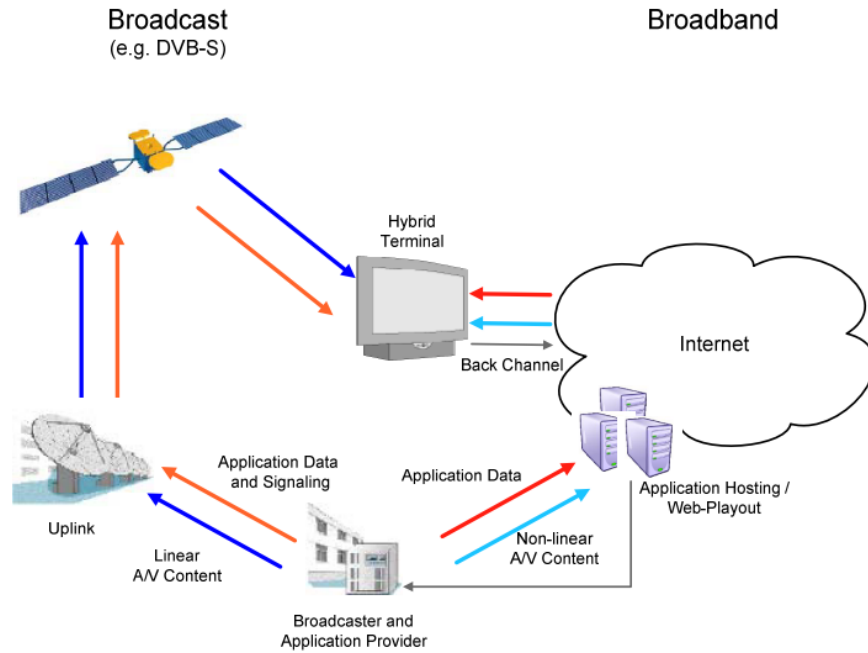 Broadcast
(e.g. DVB-S)
Broadband
Hybrid
Terminal
Internet
Back Channel
Application Data
and Signaling
Application Data
Application Hosting /
Web-Playout
Uplink
Linear
A/V Content
Non-linear
A/V Content
Broadcaster and
Application Provider